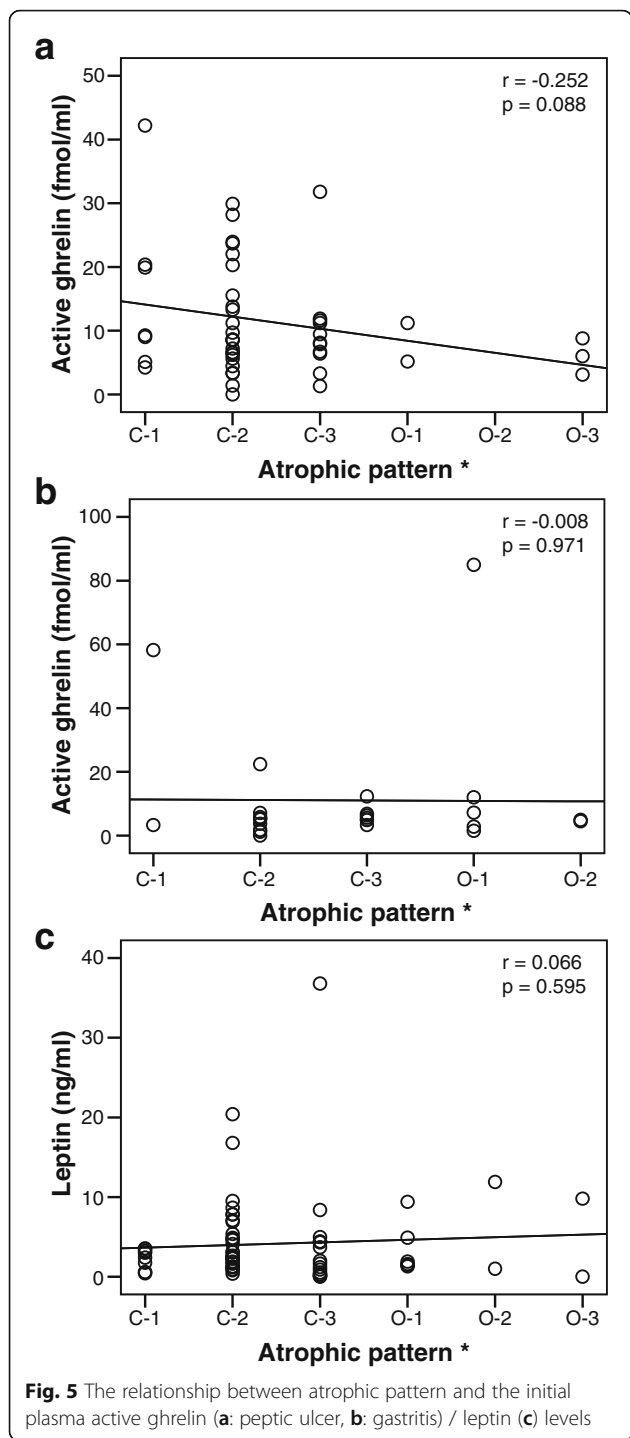 a
r = -0.252
p = 0.088
Active ghrelin (fmol/ml)
50
40
30
20
10
0
C-1 C-2 C-3 O-1 O-2 O-3
Atrophic pattern *
b
r = -0.008
p = 0.971
Active ghrelin (fmol/ml)
100
80
60
40
20
0
C-1 C-2 C-3 O-1 O-2
Atrophic pattern *
c
r = 0.066
p = 0.595
Leptin (ng/ml)
40
30
20
10
0
C-1 C-2 C-3 O-1 O-2 O-3
Atrophic pattern *
Fig. 5 The relationship between atrophic pattern and the initial
plasma active ghrelin (a: peptic ulcer, b: gastritis) / leptin (c) levels